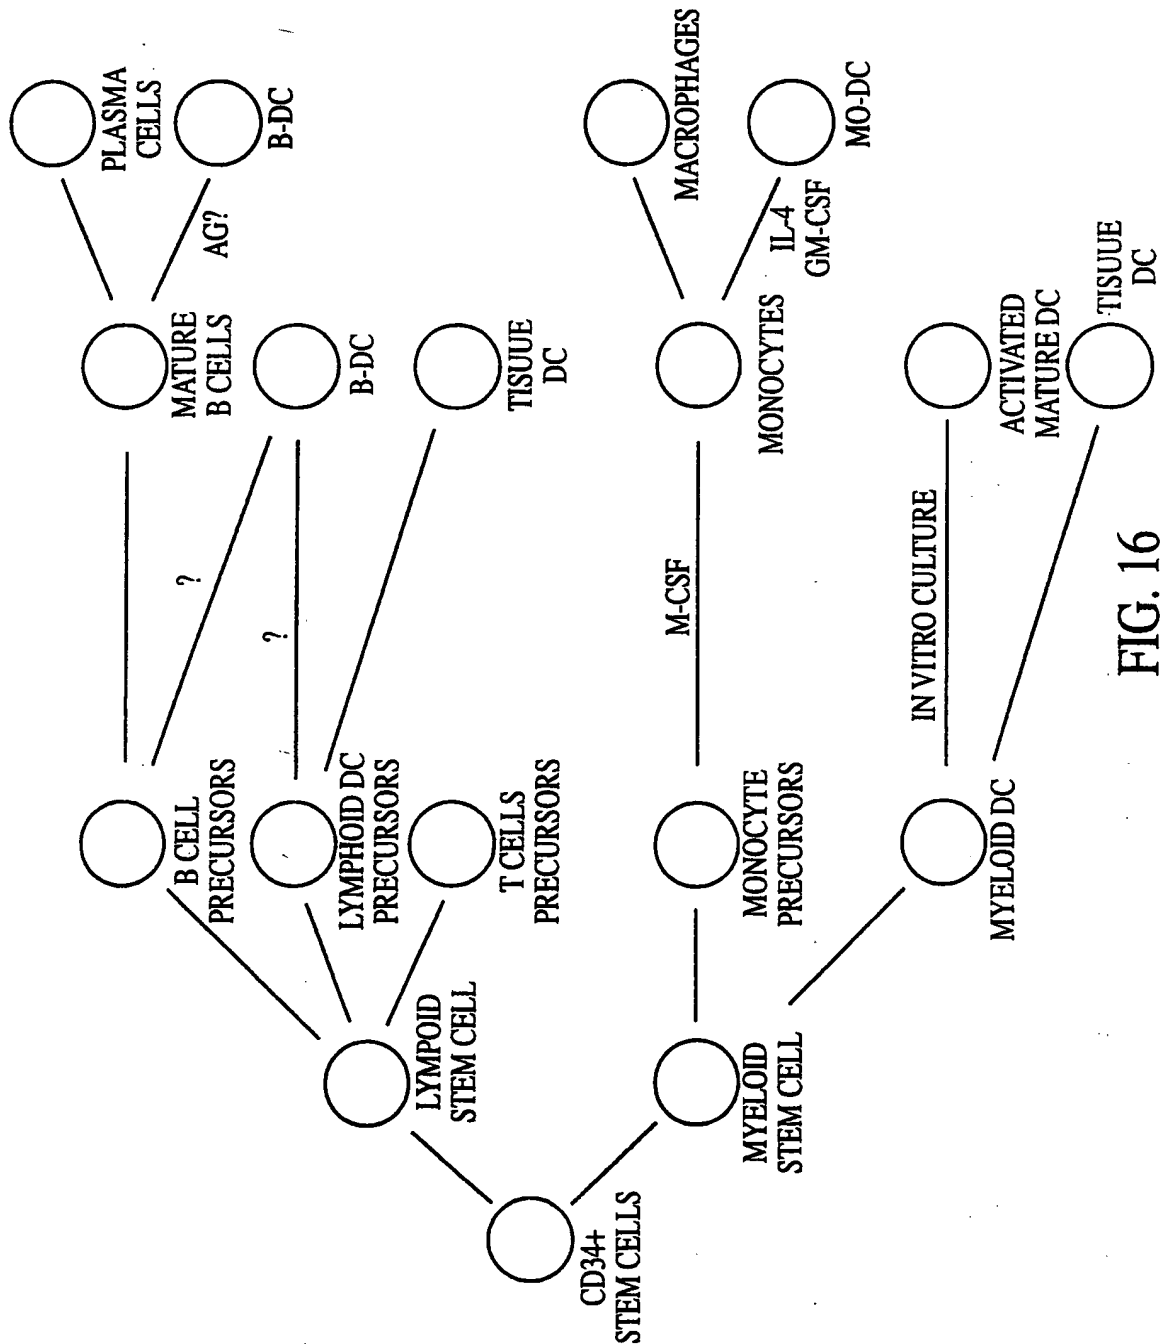 CD34+
STEM CELLS
LYMPOID
STEM CELL
MYELOID
STEM CELL
B CELL
PRECURSORS
LYMPHOID DC
PRECURSORS
T CELLS
PRECURSORS
MONOCYTE
PRECURSORS
MYELOID DC
?
?
M-CSF
IN VITRO CULTURE
MATURE
B CELLS
B-DC
TISUUE
DC
MONOCYTES
ACTIVATED
MATURE DC
TISUUE
DC
AG?
IL-4
GM-CSF
PLASMA
CELLS
B-DC
MACROPHAGES
MO-DC
FIG. 16